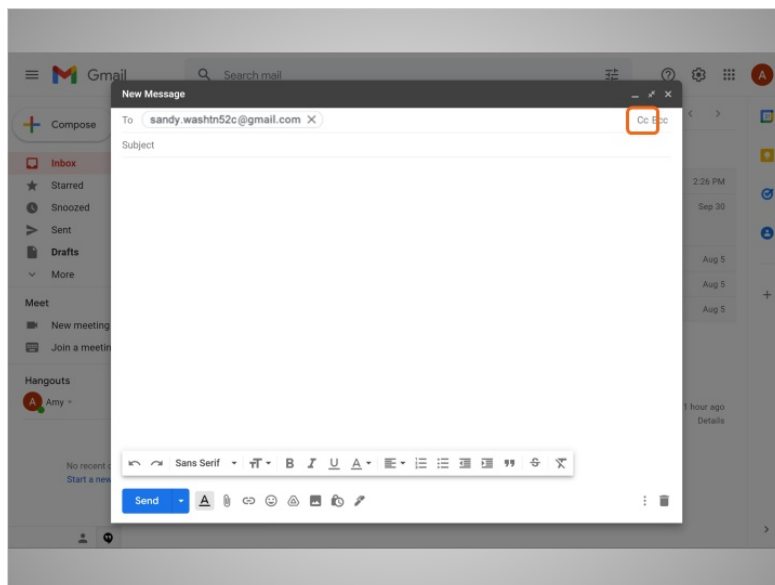 Gmail
Search mail
A
New Message
To sandy.washtn52c@gmail.com
Cc Bcc
Subject
Compose
Inbox
Starred
Snoozed
Sent
Drafts
More
2:26 PM
Sep 30
Aug 5
Aug 5
Aug 5
Meet
New meeting
Join a meetin
Hangouts
A Amy
1 hour ago
Details
No recent c
Start a new
Sans Serif
B I U A
Send A